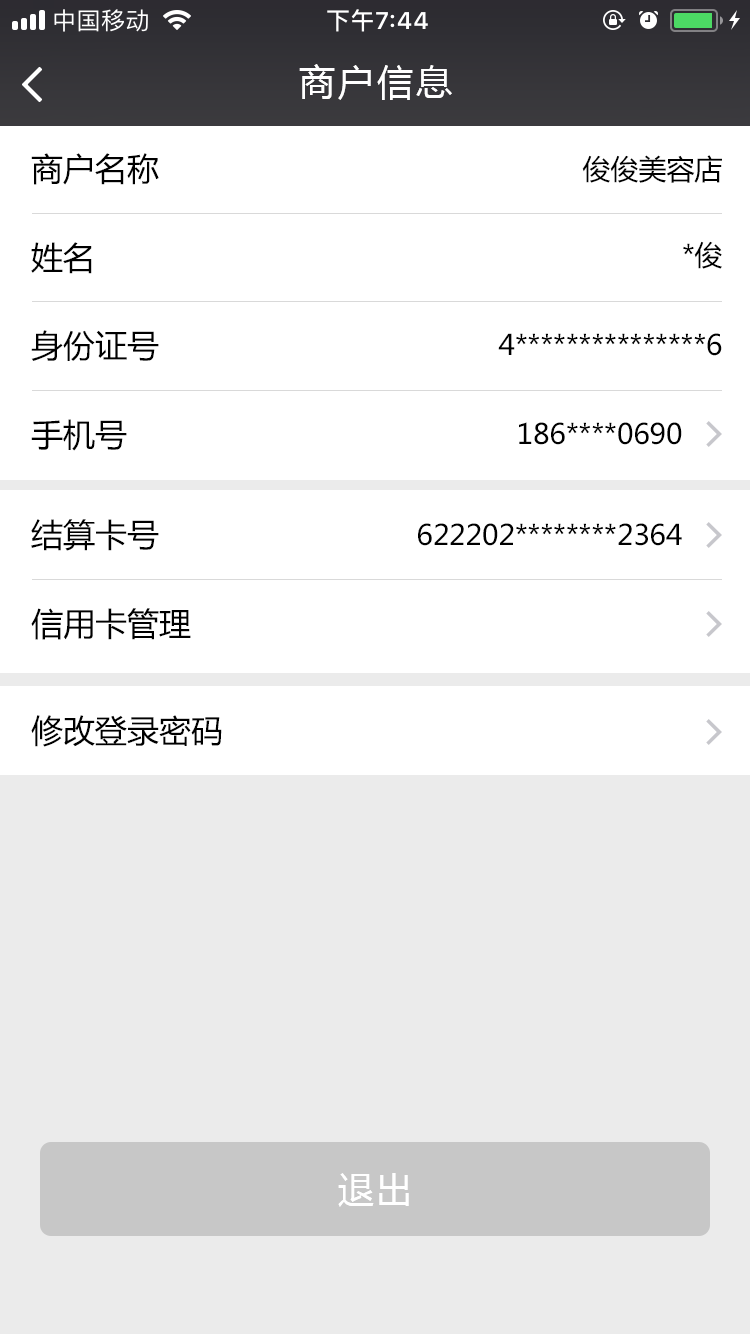 中国移动 下午7:44
商户信息
商户名称 俊俊美容店
姓名 *俊
身份证号 4***************6
手机号 186****0690
结算卡号 622202********2364
信用卡管理
修改登录密码
退出